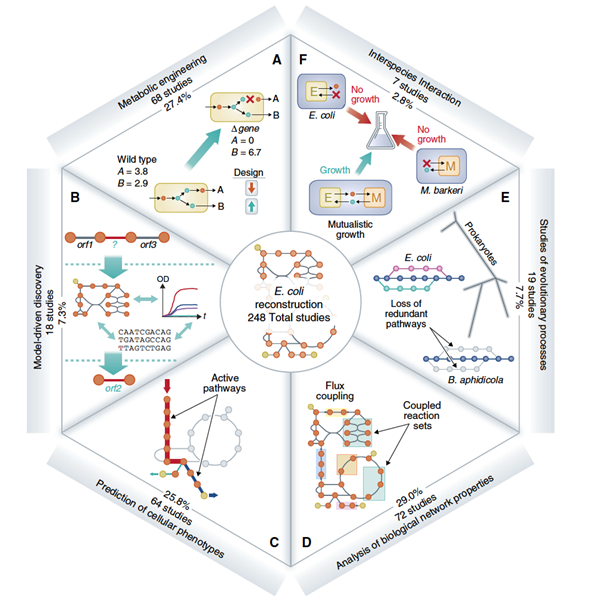 Metabolic engineering
68 studies
27.4%
A
A
B
Δgene
A = 0
B = 6.7
Wild type
A = 3.8
B = 2.9
Design
A
B
F
Interspecies Interaction
7 studies
2.8%
E
E. coli
No
growth
No
growth
M
M. barkeri
Growth
E
M
Mutualistic
growth
B
Model-driven discovery
18 studies
7.3%
orf1
?
orf3
OD
t
CAATCGACAG
TGATAGCCAG
TTAGTCTGAG
orf2
E. coli
reconstruction
248 Total studies
E
Studies of evolutionary processes
19 studies
7.7%
Prokaryotes
E. coli
Loss of
redundant
pathways
B. aphidicola
Active
pathways
25.8%
64 studies
Prediction of cellular phenotypes
C
Flux
coupling
Coupled
reaction
sets
29.0%
72 studies
Analysis of biological network properties
D